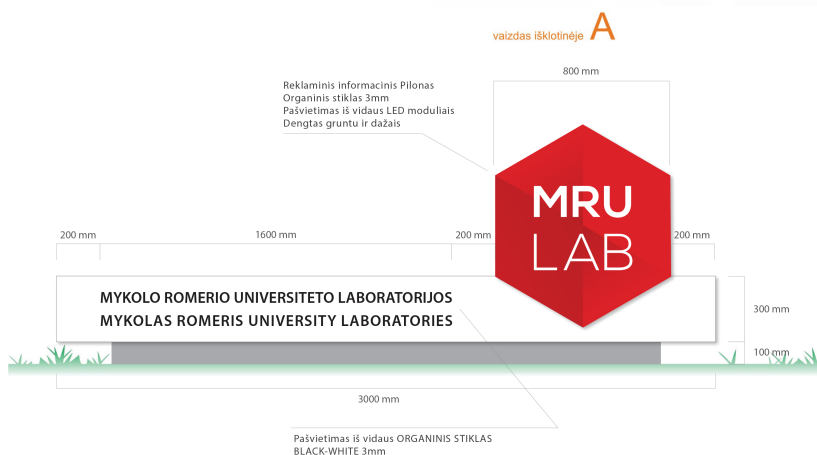 vaizdas išklotinėje A
800 mm
Reklaminis informacinis Pilonas
Organinis stiklas 3mm
Pašvietimas iš vidaus LED moduliais
Dengtas gruntu ir dažais
MRU
LAB
200 mm
1600 mm
200 mm
200 mm
MYKOLO ROMERIO UNIVERSITETO LABORATORIJOS
MYKOLAS ROMERIS UNIVERSITY LABORATORIES
300 mm
100 mm
3000 mm
Pašvietimas iš vidaus ORGANINIS STIKLAS
BLACK-WHITE 3mm